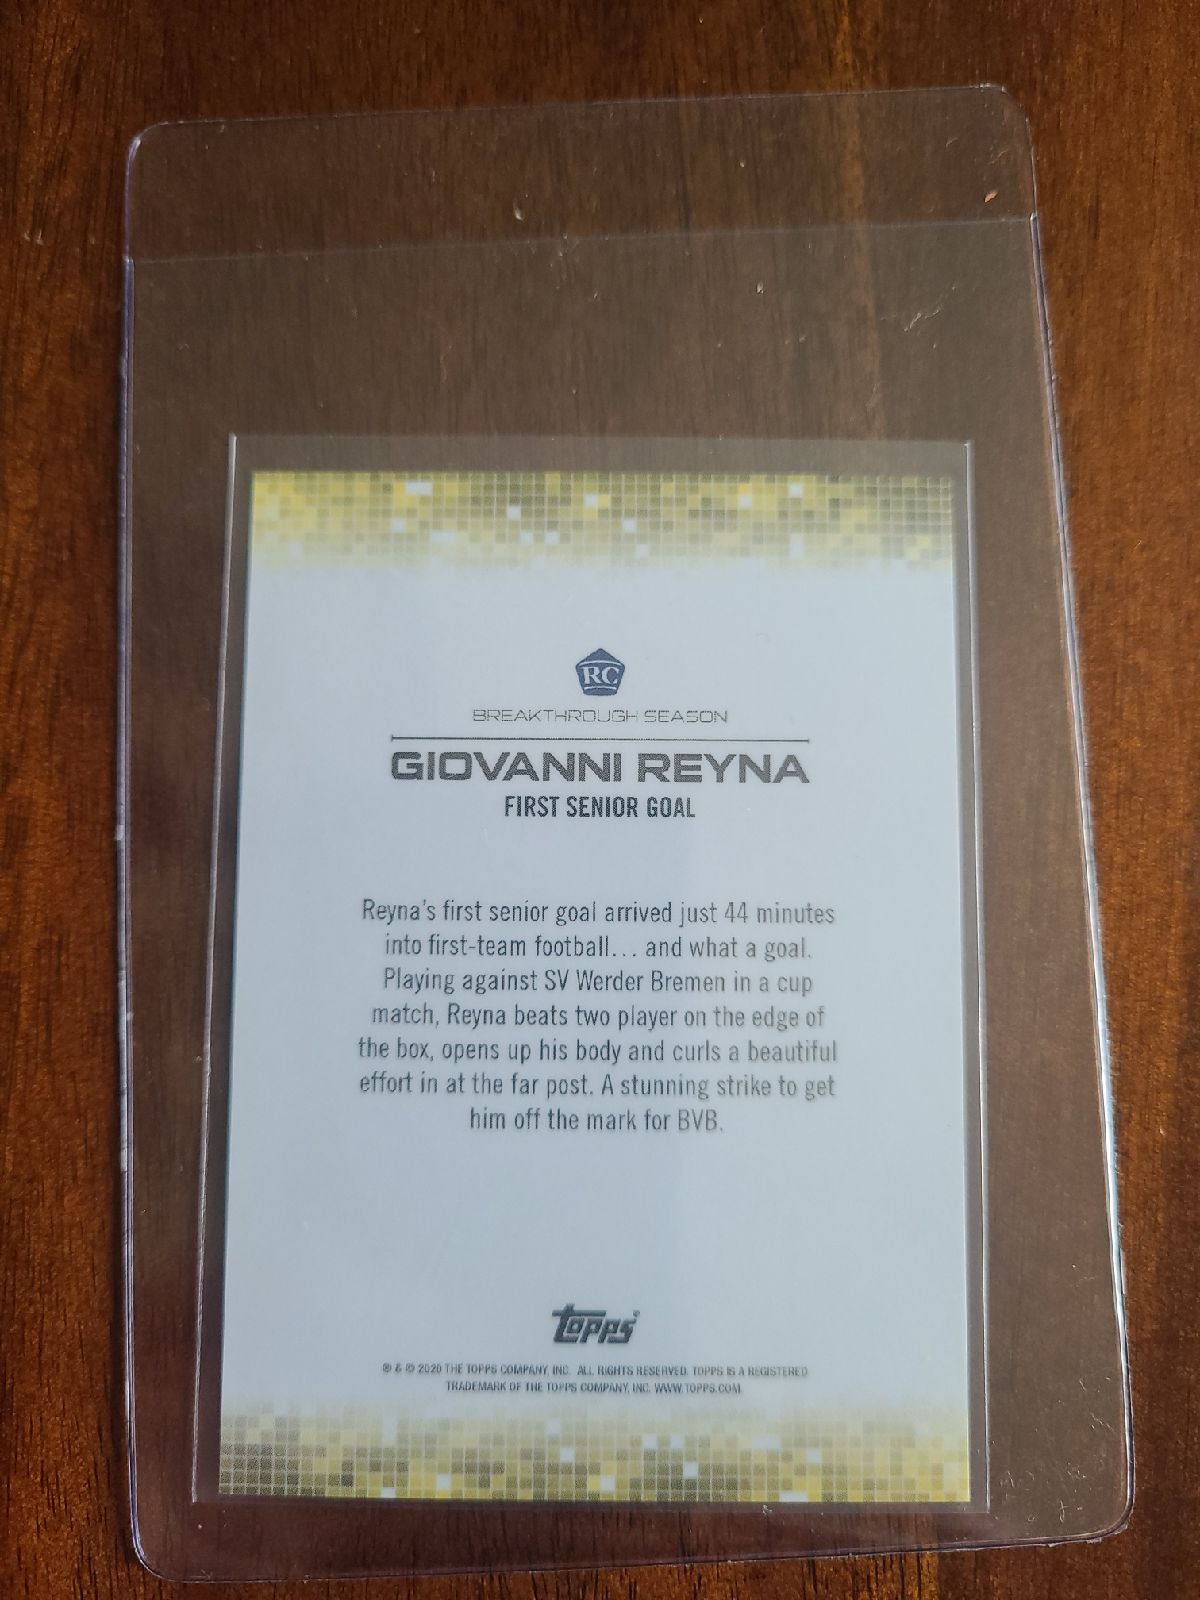 RC
BREAKTHROUGH SEASON
GIOVANNI REYNA
FIRST SENIOR GOAL
Reyna's first senior goal arrived just 44 minutes
into first-team football... and what a goal.
Playing against SV Werder Bremen in a cup
match, Reyna beats two player on the edge of
the box, opens up his body and curls a beautiful
effort in at the far post. A stunning strike to get
him off the mark for BVB.
topps
® & © 2020 THE TOPPS COMPANY, INC. ALL RIGHTS RESERVED. TOPPS IS A REGISTERED
TRADEMARK OF THE TOPPS COMPANY, INC. WWW.TOPPS.COM.